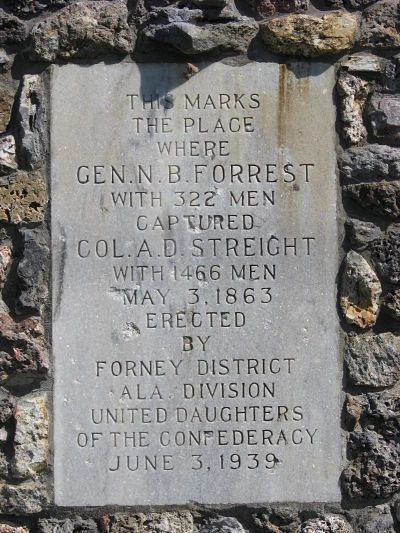 THIS MARKS
THE PLACE
WHERE
GEN. N. B. FORREST
WITH 322 MEN
CAPTURED
COL. A. D. STREIGHT
WITH 1466 MEN
MAY 3, 1863
ERECTED
BY
FORNEY DISTRICT
ALA. DIVISION
UNITED DAUGHTERS
OF THE CONFEDERACY
JUNE 3, 1939